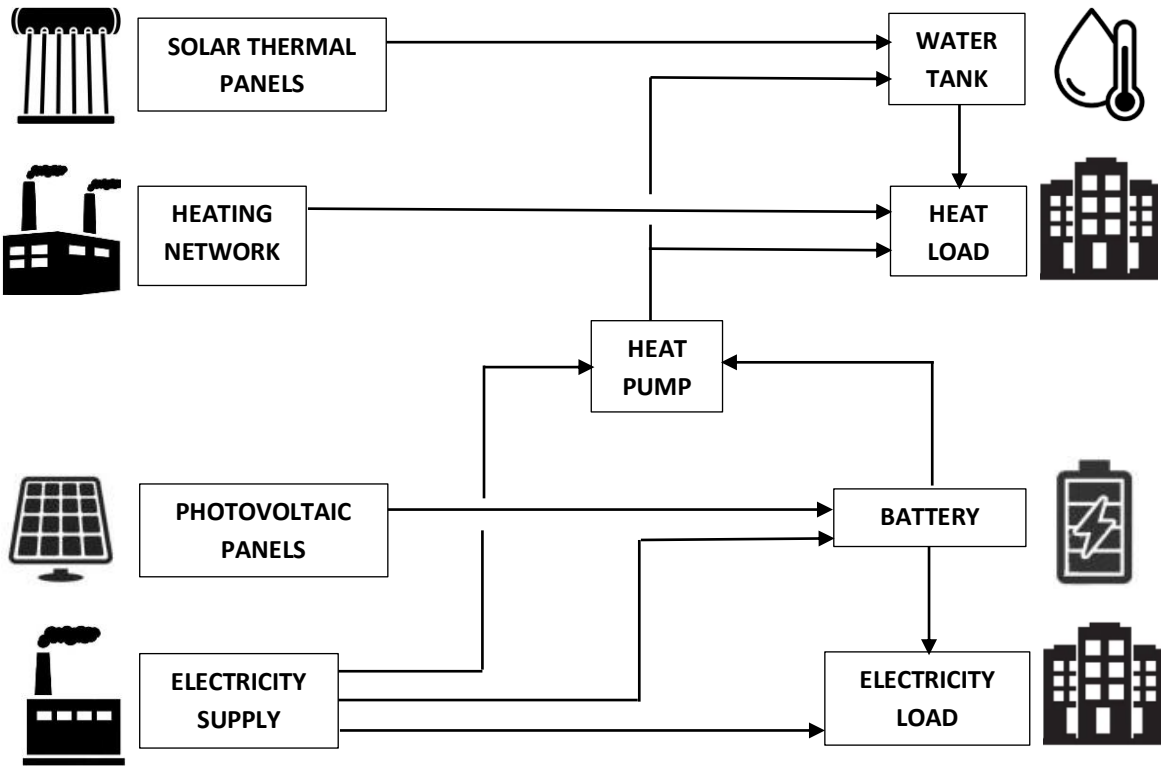 SOLAR THERMAL
PANELS
WATER
TANK
HEATING
NETWORK
HEAT
LOAD
HEAT
PUMP
PHOTOVOLTAIC
PANELS
BATTERY
ELECTRICITY
SUPPLY
ELECTRICITY
LOAD